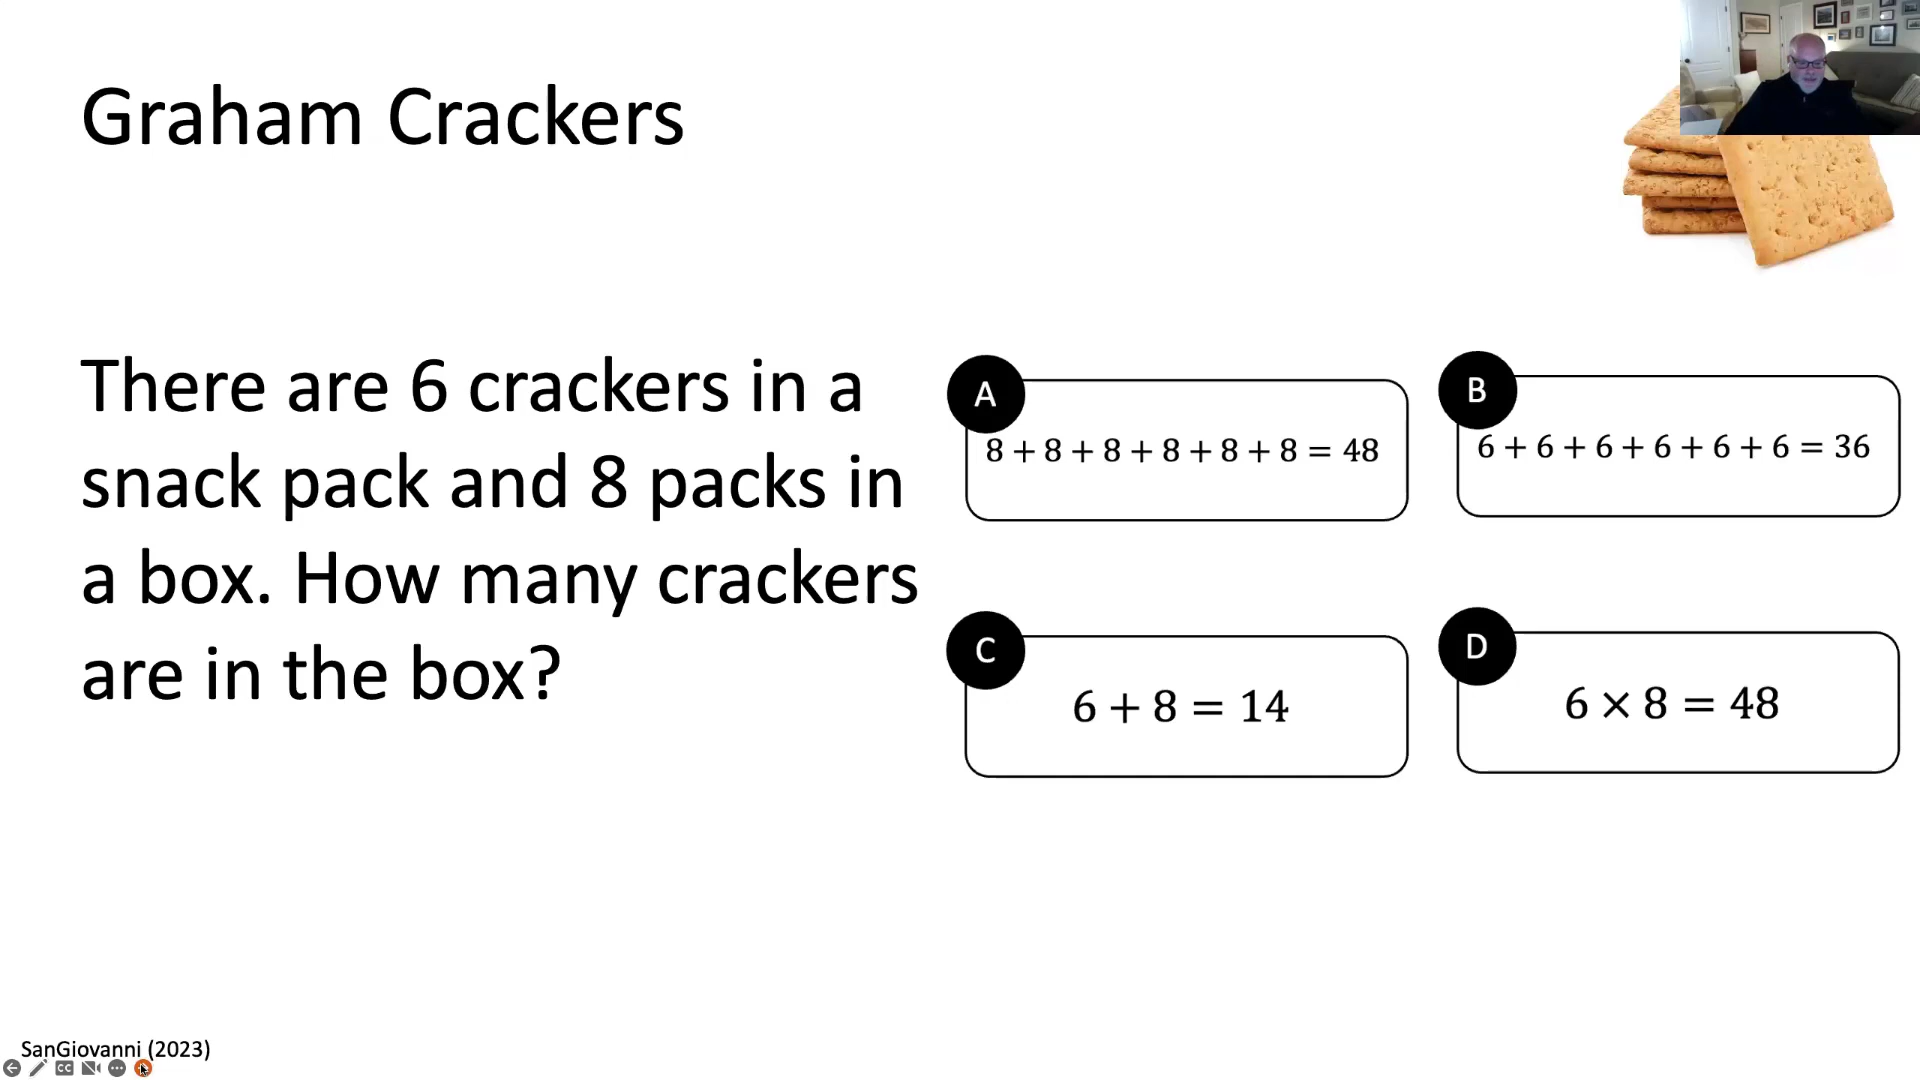 Graham Crackers
There are 6 crackers in a
snack pack and 8 packs in
a box. How many crackers
are in the box?
A
8 + 8 + 8 + 8 + 8 + 8 = 48
B
6 + 6 + 6 + 6 + 6 + 6 = 36
C
6 + 8 = 14
D
6 × 8 = 48
SanGiovanni (2023)
CC